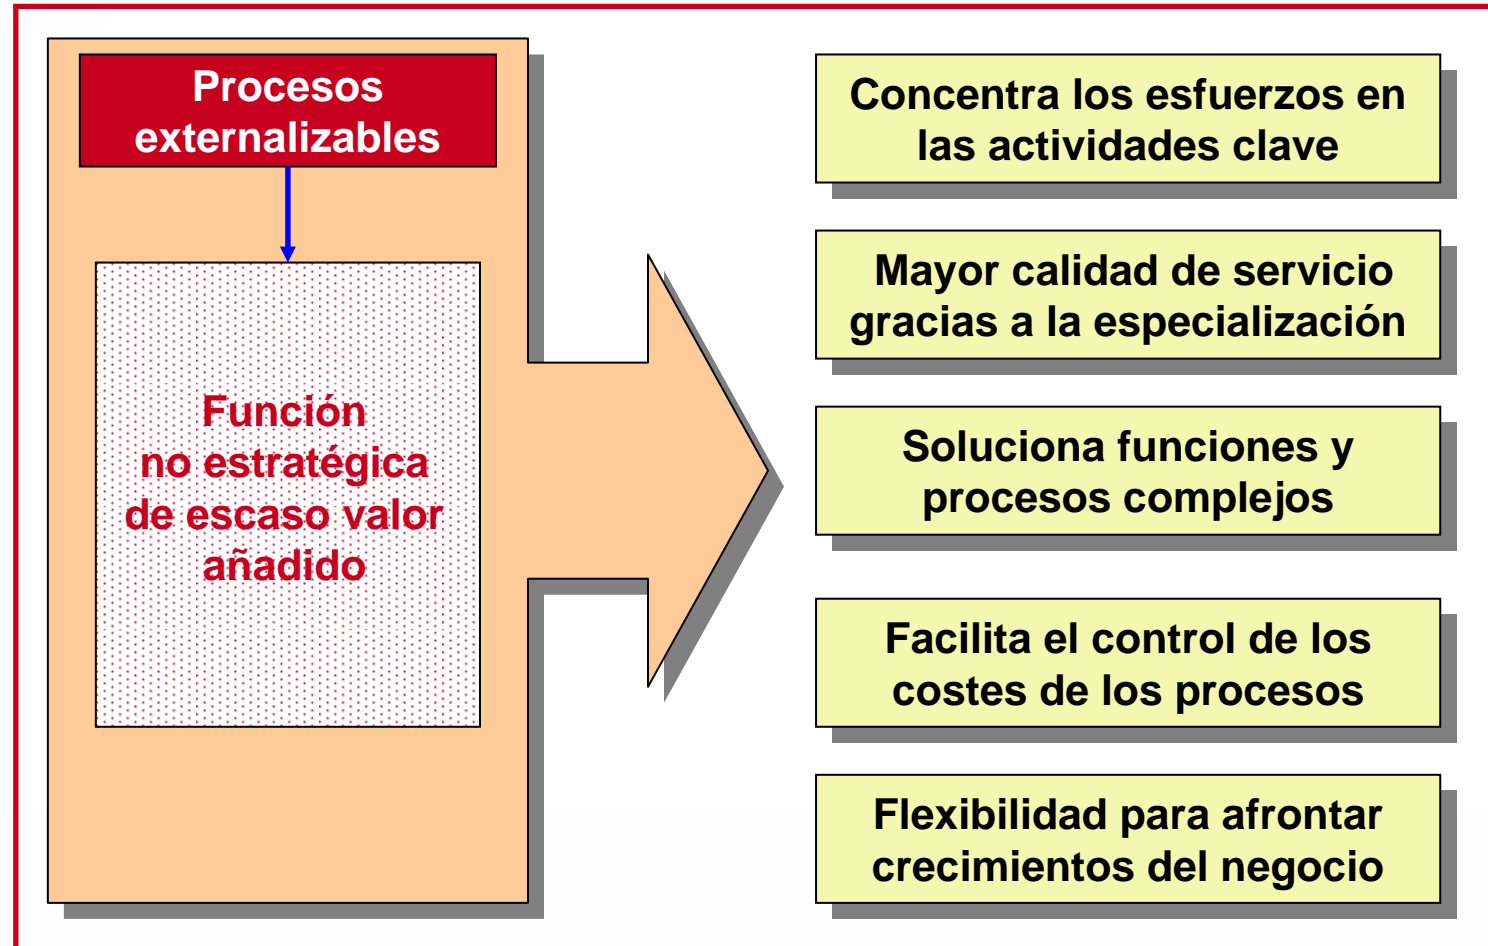 Procesos
externalizables
Función
no estratégica
de escaso valor
añadido
Concentra los esfuerzos en
las actividades clave
Mayor calidad de servicio
gracias a la especialización
Soluciona funciones y
procesos complejos
Facilita el control de los
costes de los procesos
Flexibilidad para afrontar
crecimientos del negocio